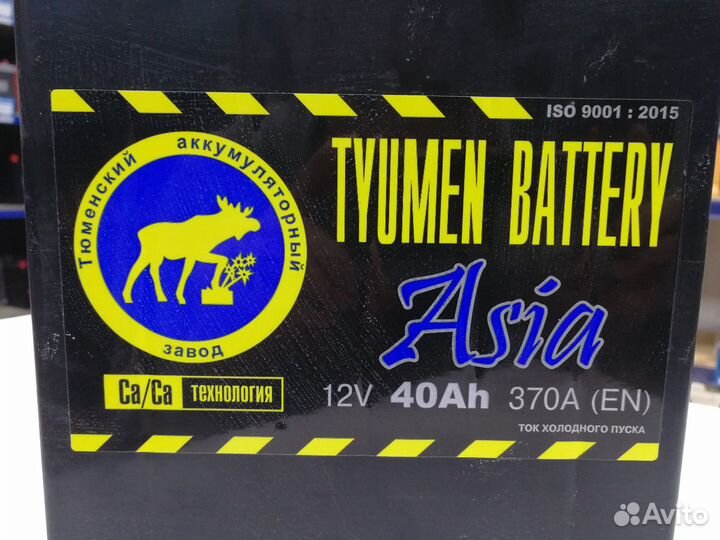 ISO 9001 : 2015
Тюменский аккумуляторный завод
TYUMEN BATTERY
Asia
Ca/Ca технология
12V 40Ah 370A (EN)
ТОК ХОЛОДНОГО ПУСКА
Avito